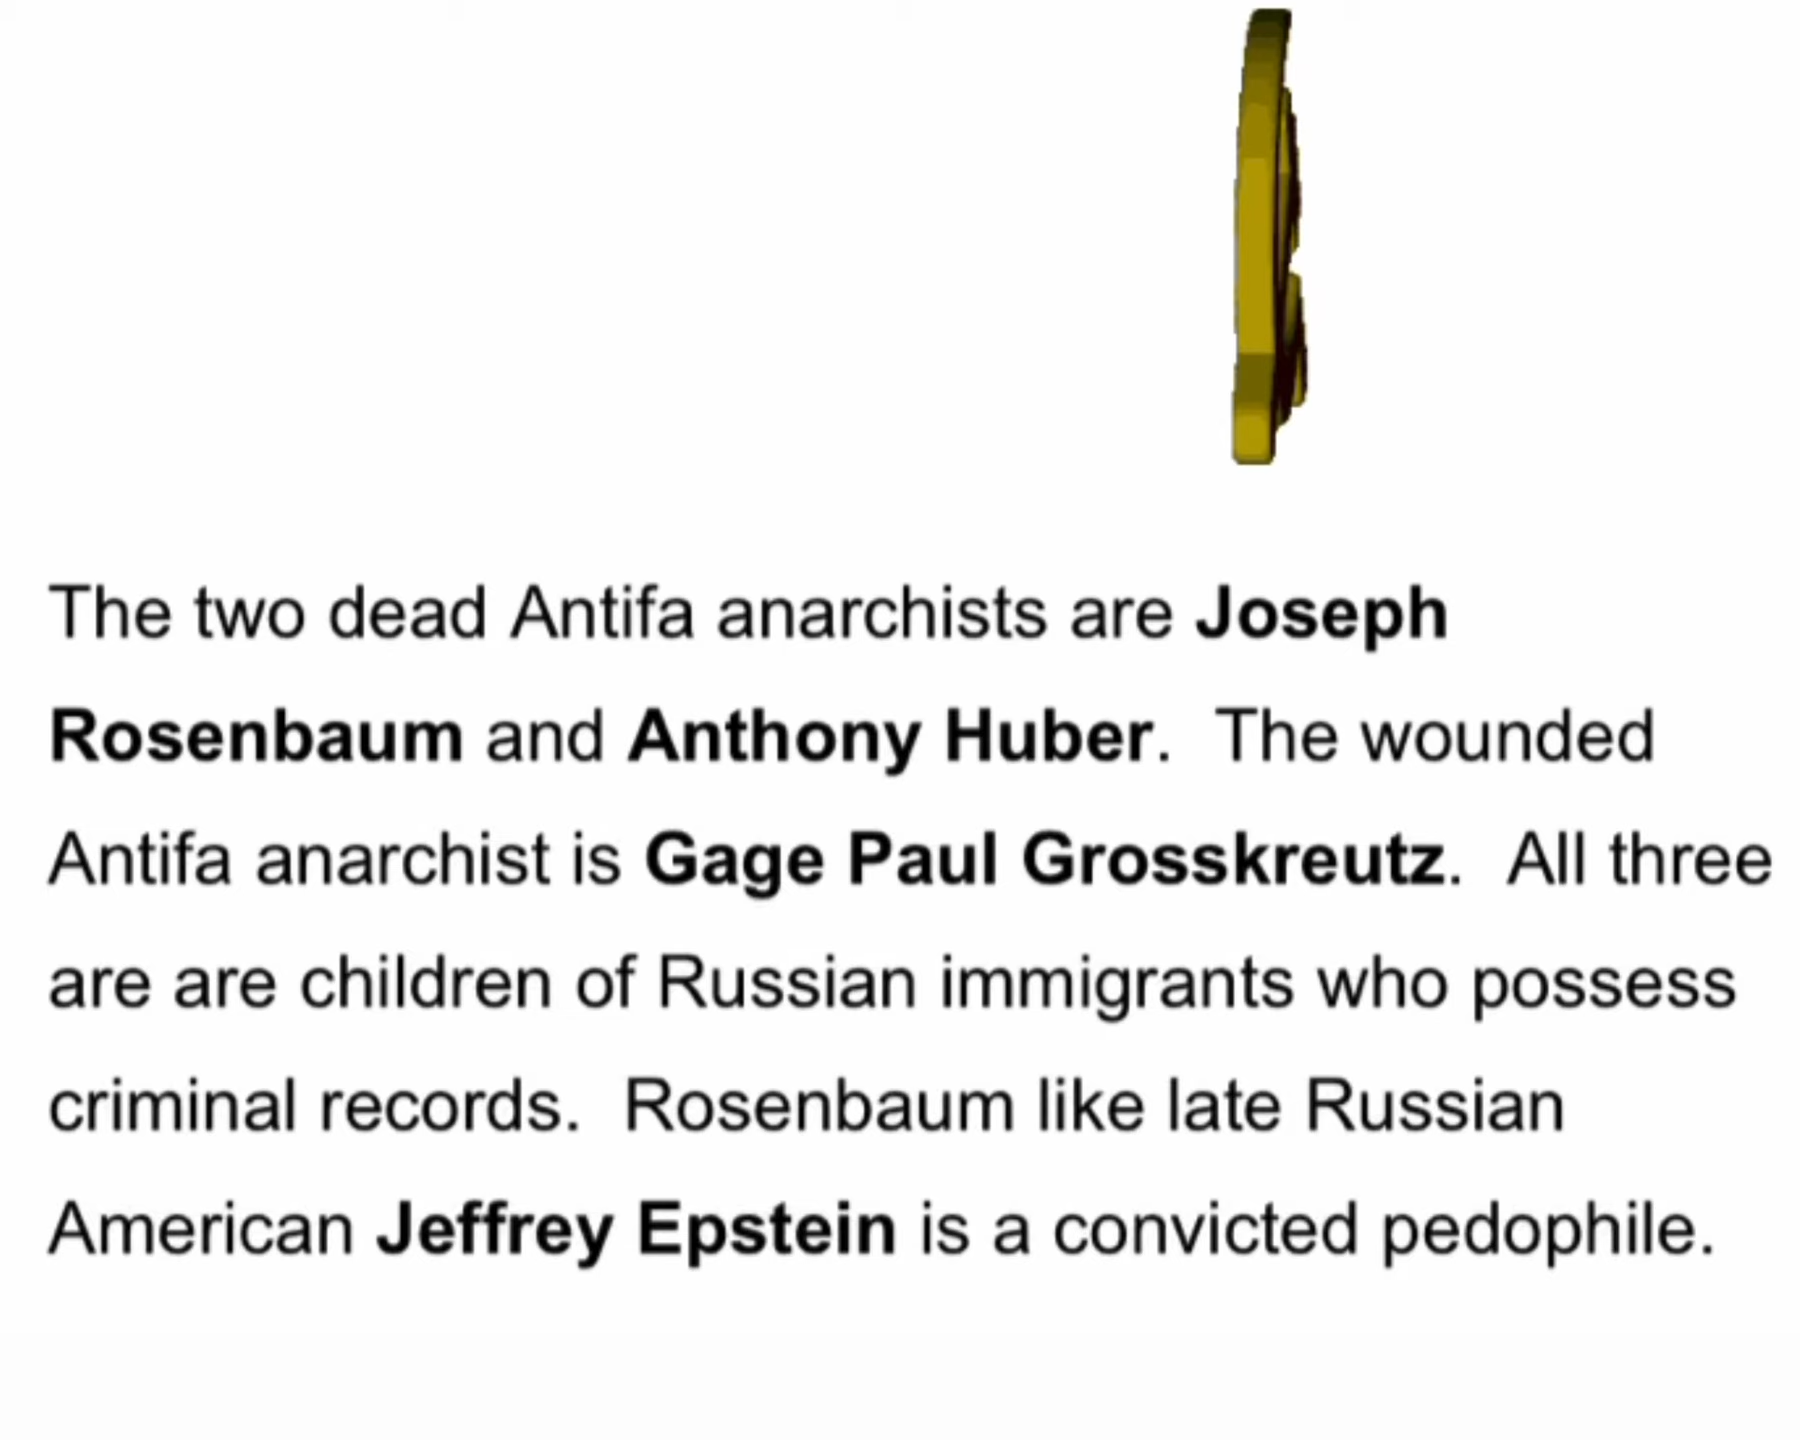 The two dead Antifa anarchists are Joseph
Rosenbaum and Anthony Huber.  The wounded
Antifa anarchist is Gage Paul Grosskreutz.  All three
are are children of Russian immigrants who possess
criminal records.  Rosenbaum like late Russian
American Jeffrey Epstein is a convicted pedophile.